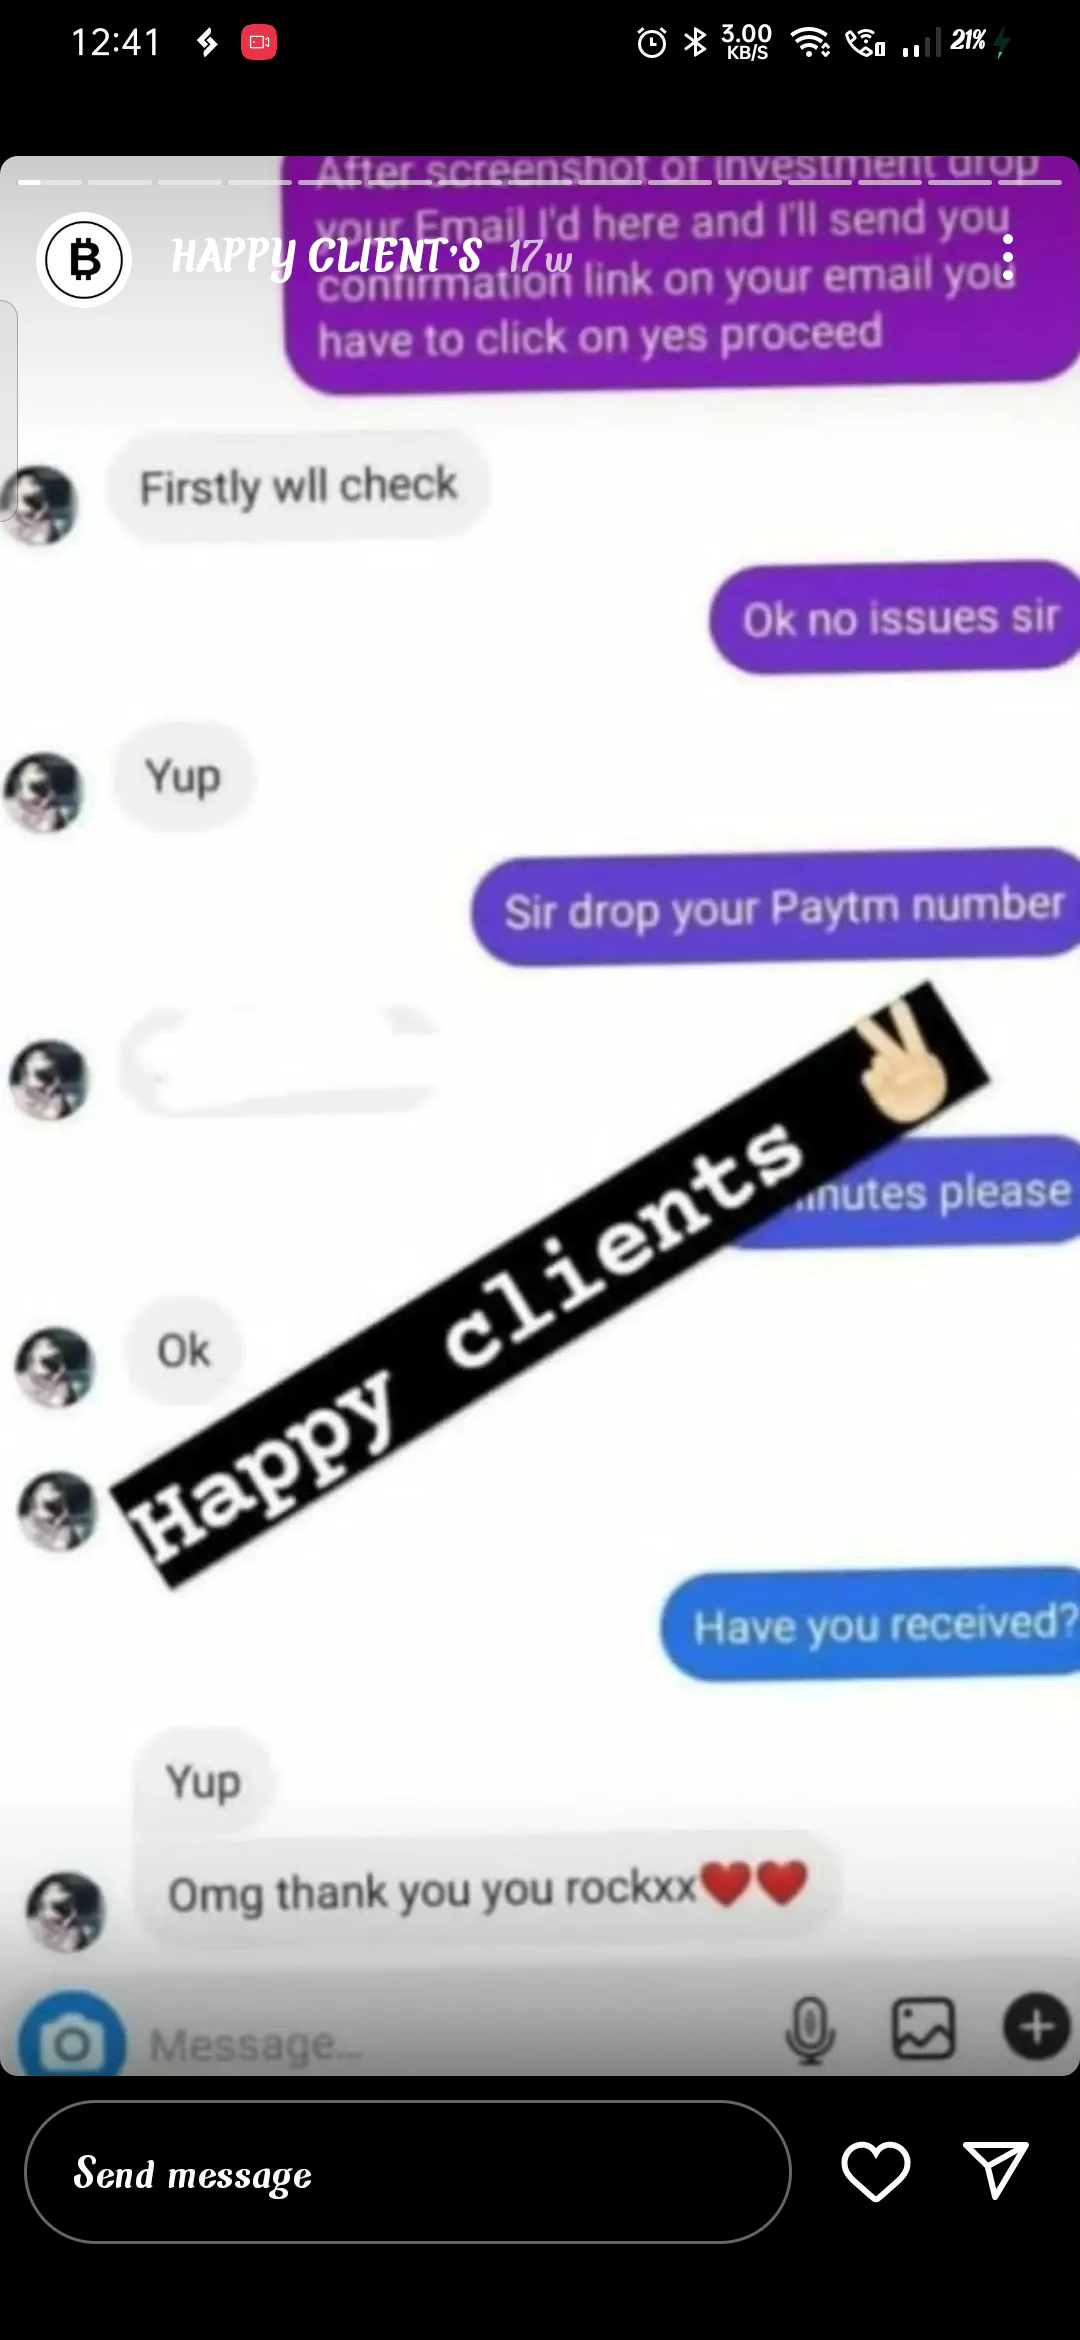 12:41
3.00
KB/S
21%
After screenshot of investment drop
your Email I'd here and I'll send you
HAPPY CLIENT'S 17w
confirmation link on your email you
have to click on yes proceed
Firstly wll check
Ok no issues sir
Yup
Sir drop your Paytm number
Happy clients
please
Ok
Have you received?
Yup
Omg thank you you rockxx
Message...
Send message